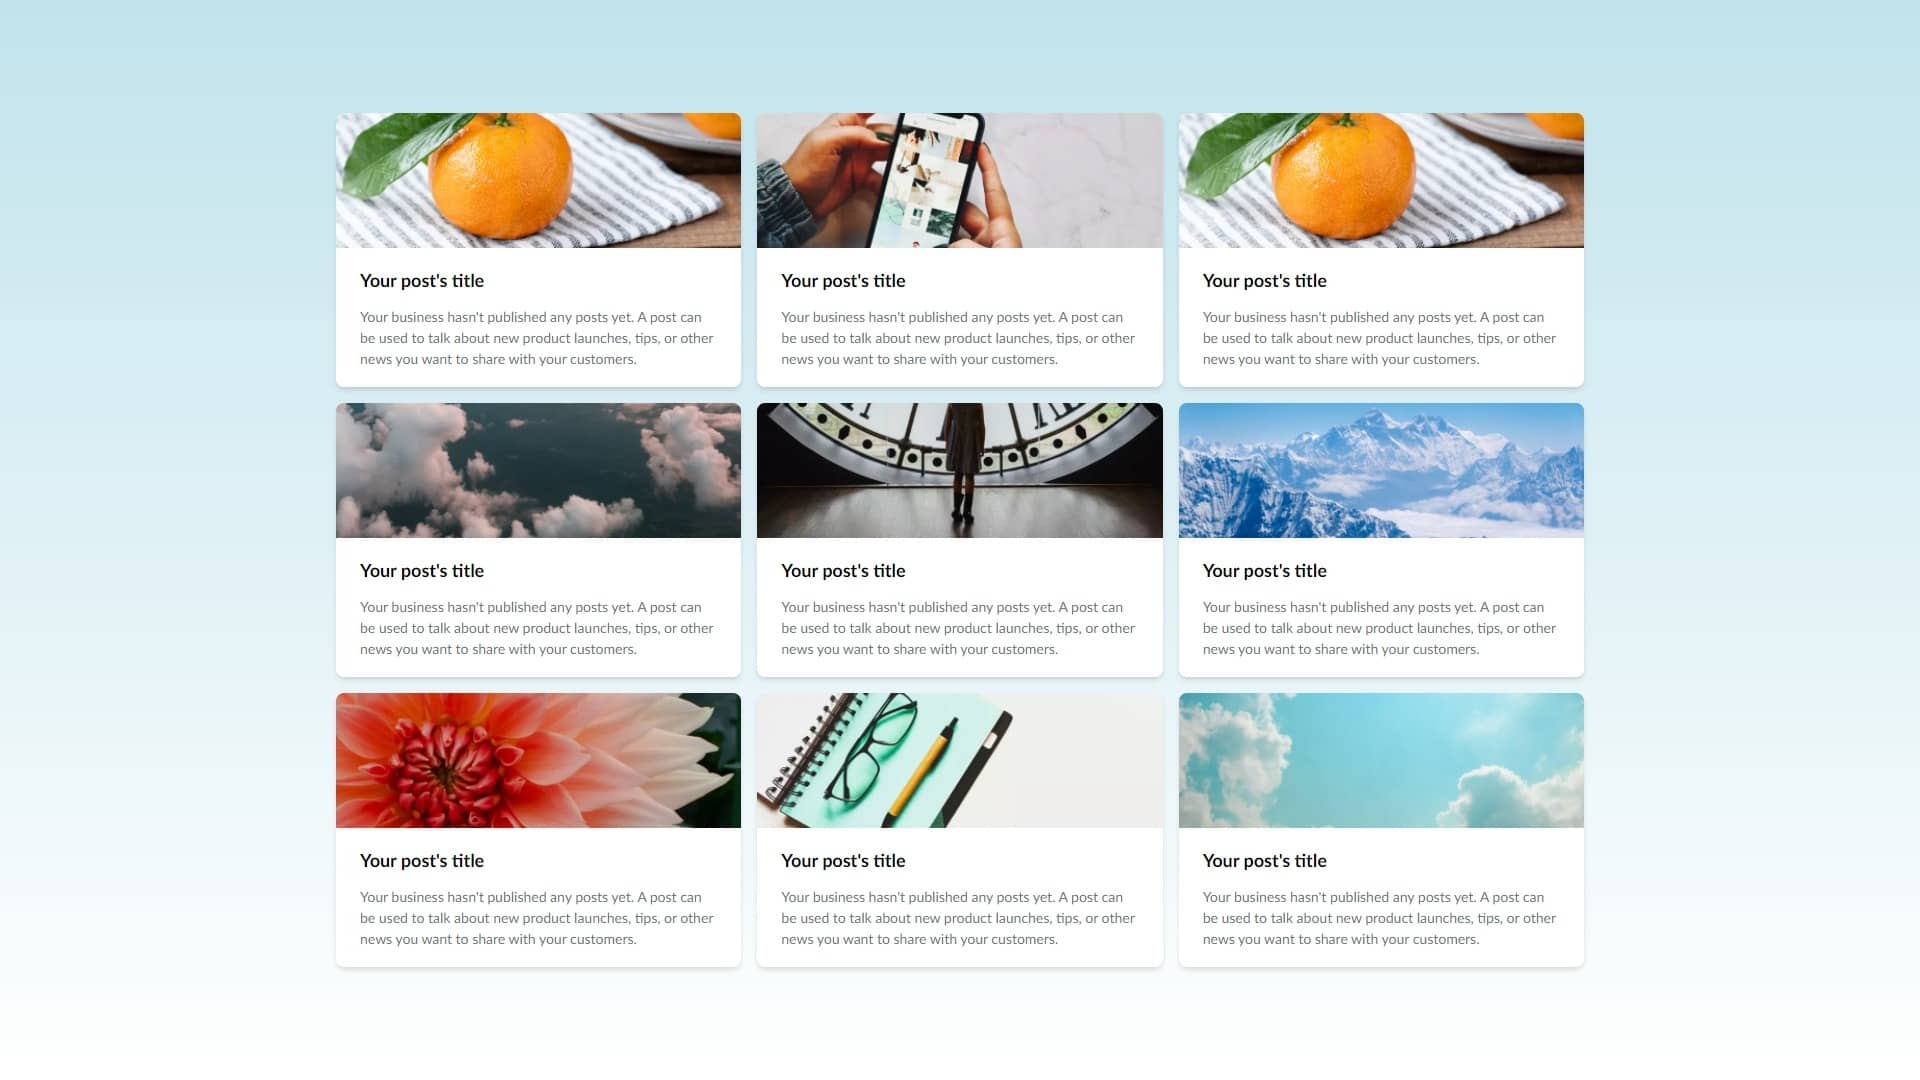 Your post's title
Your business hasn't published any posts yet. A post can
be used to talk about new product launches, tips, or other
news you want to share with your customers.
Your post's title
Your business hasn't published any posts yet. A post can
be used to talk about new product launches, tips, or other
news you want to share with your customers.
Your post's title
Your business hasn't published any posts yet. A post can
be used to talk about new product launches, tips, or other
news you want to share with your customers.
Your post's title
Your business hasn't published any posts yet. A post can
be used to talk about new product launches, tips, or other
news you want to share with your customers.
Your post's title
Your business hasn't published any posts yet. A post can
be used to talk about new product launches, tips, or other
news you want to share with your customers.
Your post's title
Your business hasn't published any posts yet. A post can
be used to talk about new product launches, tips, or other
news you want to share with your customers.
Your post's title
Your business hasn't published any posts yet. A post can
be used to talk about new product launches, tips, or other
news you want to share with your customers.
Your post's title
Your business hasn't published any posts yet. A post can
be used to talk about new product launches, tips, or other
news you want to share with your customers.
Your post's title
Your business hasn't published any posts yet. A post can
be used to talk about new product launches, tips, or other
news you want to share with your customers.